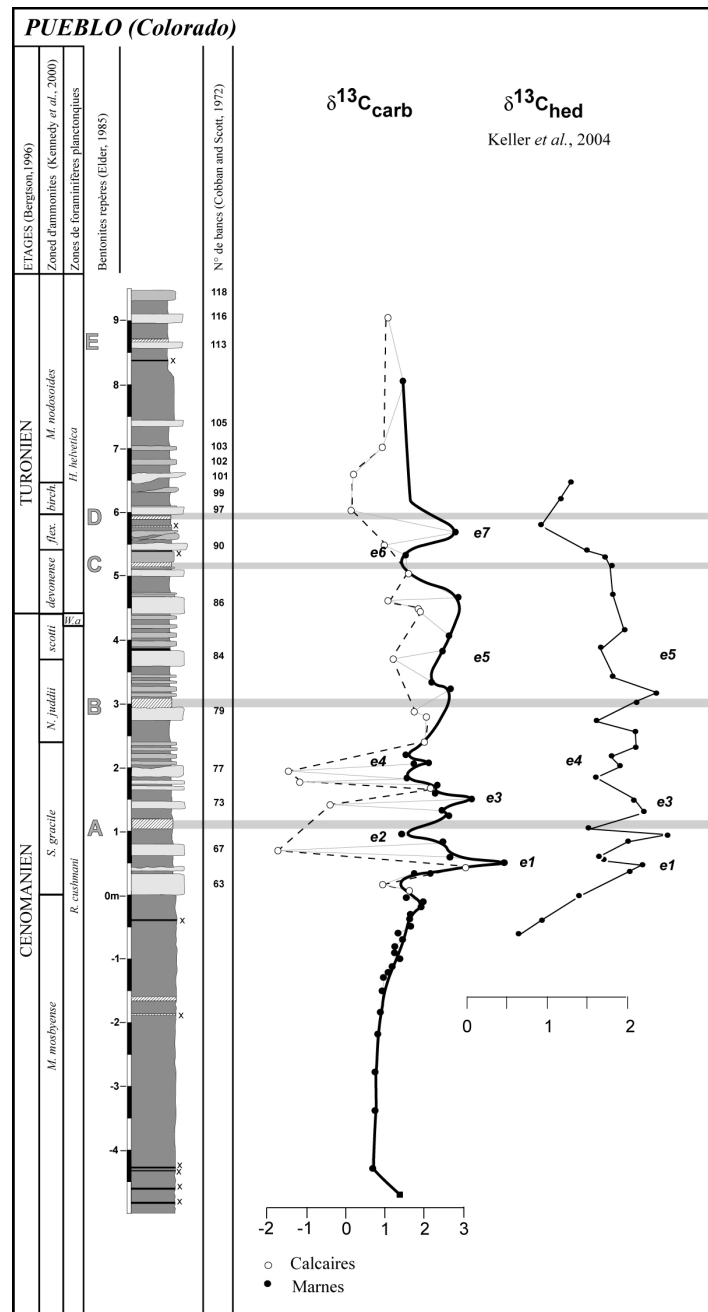 PUEBLO (Colorado)
ETAGES (Bergtson,1996)
Zoned d'ammonites (Kennedy et al., 2000)
Zones de foraminifères planctonqiues
Bentonites repères (Elder, 1985)
N° de bancs (Cobban and Scott, 1972)
δ13Ccarb
δ13Chед
Keller et al., 2004
TURONIEN
CENOMANIEN
M. nodosoides
birch.
flex.
devonense
scotti
N. juddii
S. gracile
M. mosbyense
H. helvetica
W.a
R. cushmani
E
D
C
B
A
9
8
7
6
5
4
3
2
1
0m
-1
-2
-3
-4
x
x
x
x
x
x
x
x
x
118
116
113
105
103
102
101
99
97
90
86
84
79
77
73
67
63
e7
e6
e5
e4
e3
e2
e1
e5
e4
e3
e1
0 1 2
-2 -1 0 1 2 3
Calcaires
Marnes